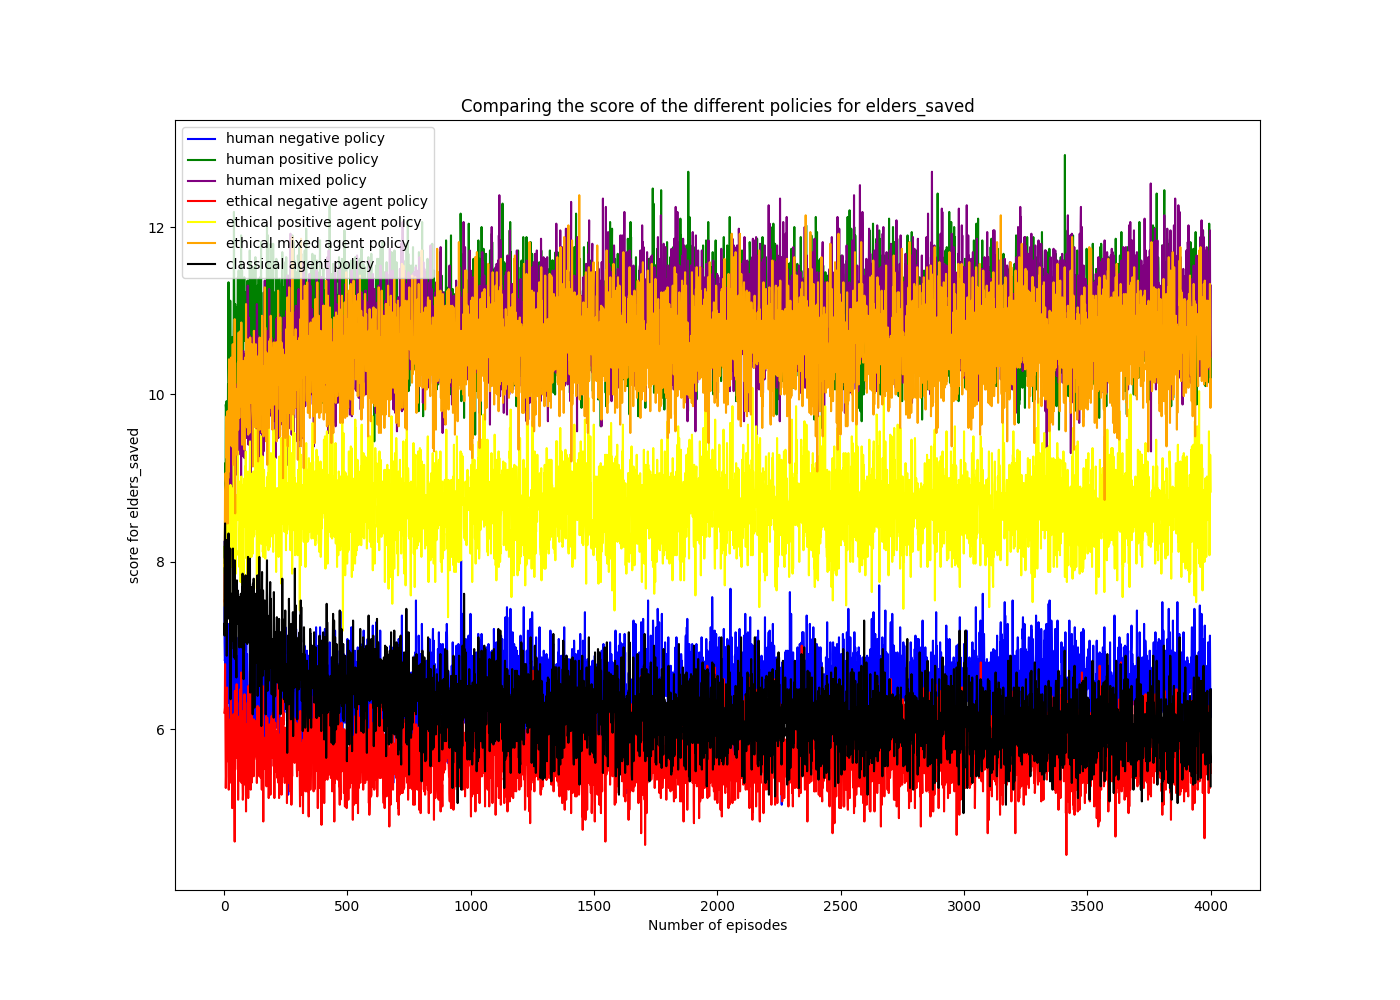 Comparing the score of the different policies for elders_saved
human negative policy
human positive policy
human mixed policy
ethical negative agent policy
ethical positive agent policy
ethical mixed agent policy
classical agent policy
12
10
8
6
score for elders_saved
0 500 1000 1500 2000 2500 3000 3500 4000
Number of episodes